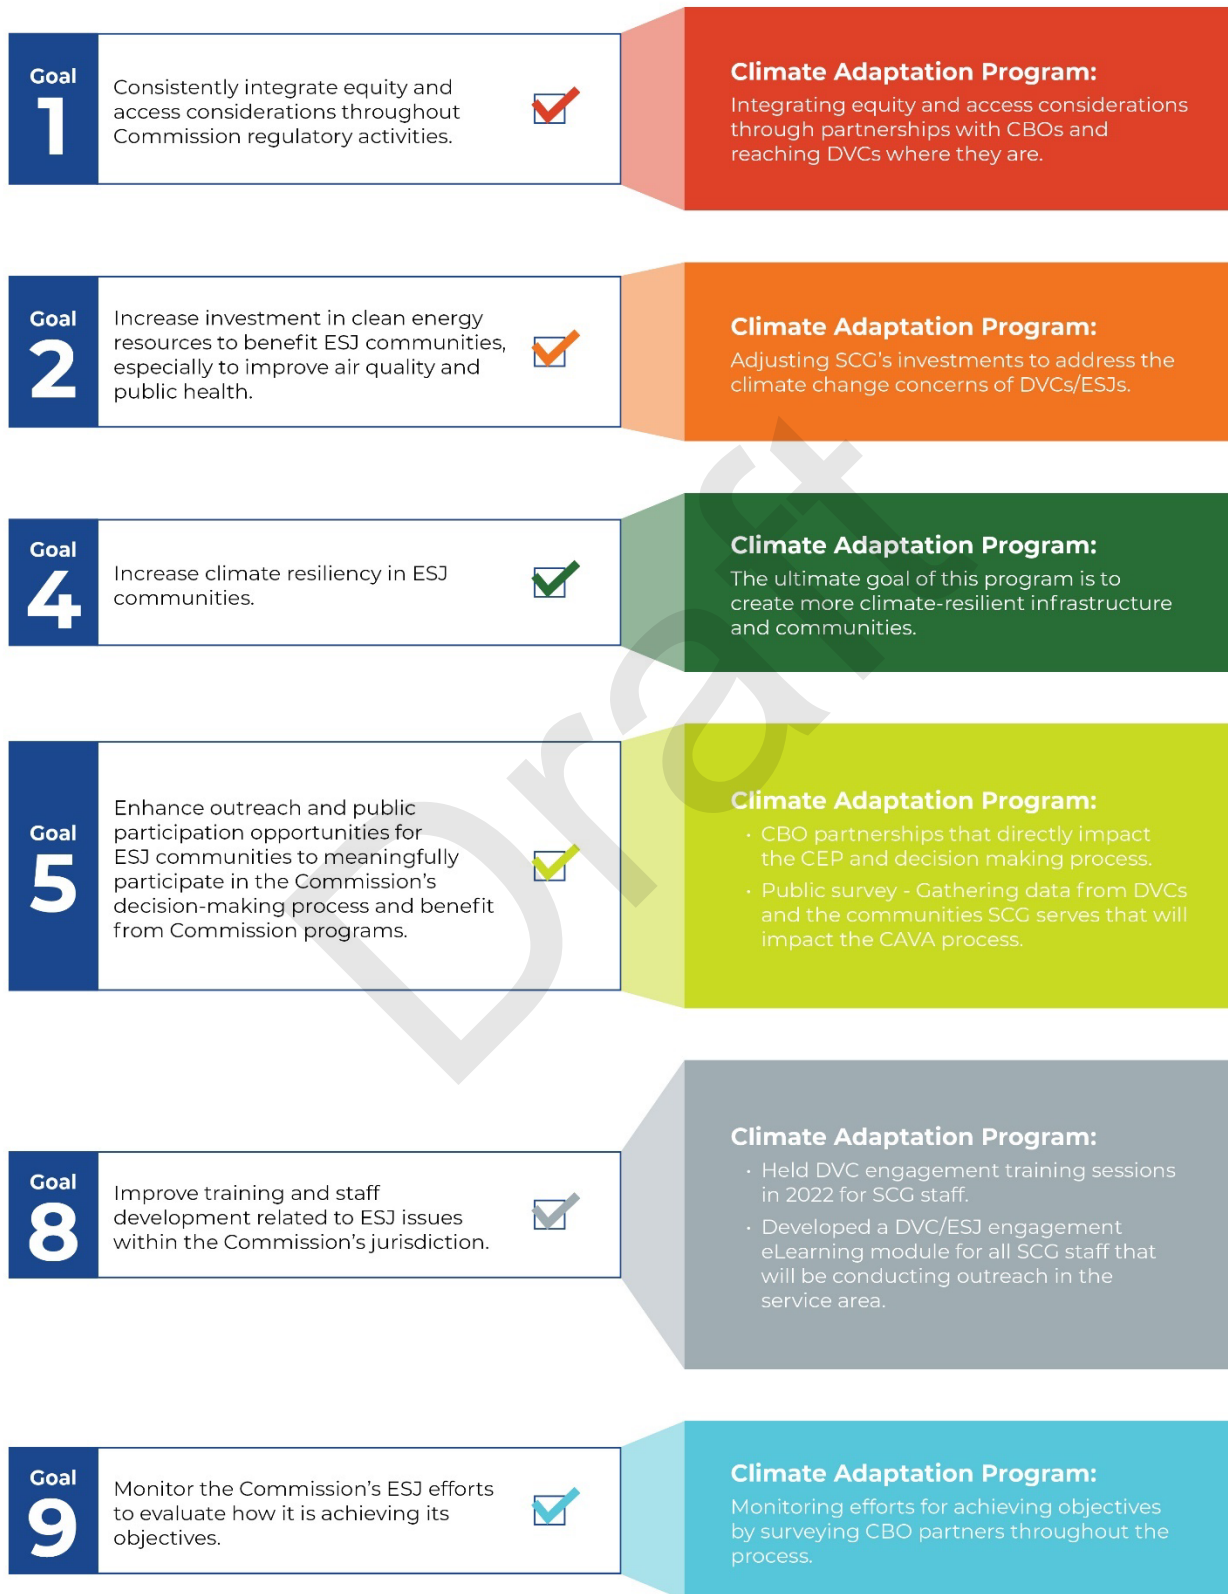 Goal
1
Consistently integrate equity and
access considerations throughout
Commission regulatory activities.
Climate Adaptation Program:
Integrating equity and access considerations
through partnerships with CBOs and
reaching DVCs where they are.
Goal
2
Increase investment in clean energy
resources to benefit ESJ communities,
especially to improve air quality and
public health.
Climate Adaptation Program:
Adjusting SCG's investments to address the
climate change concerns of DVCs/ESJs.
Goal
4
Increase climate resiliency in ESJ
communities.
Climate Adaptation Program:
The ultimate goal of this program is to
create more climate-resilient infrastructure
and communities.
Goal
5
Enhance outreach and public
participation opportunities for
ESJ communities to meaningfully
participate in the Commission's
decision-making process and benefit
from Commission programs.
Climate Adaptation Program:
• CBO partnerships that directly impact
the CEP and decision making process.
• Public survey - Gathering data from DVCs
and the communities SCG serves that will
impact the CAVA process.
Goal
8
Improve training and staff
development related to ESJ issues
within the Commission's jurisdiction.
Climate Adaptation Program:
• Held DVC engagement training sessions
in 2022 for SCG staff.
• Developed a DVC/ESJ engagement
eLearning module for all SCG staff that
will be conducting outreach in the
service area.
Goal
9
Monitor the Commission's ESJ efforts
to evaluate how it is achieving its
objectives.
Climate Adaptation Program:
Monitoring efforts for achieving objectives
by surveying CBO partners throughout the
process.
Draft